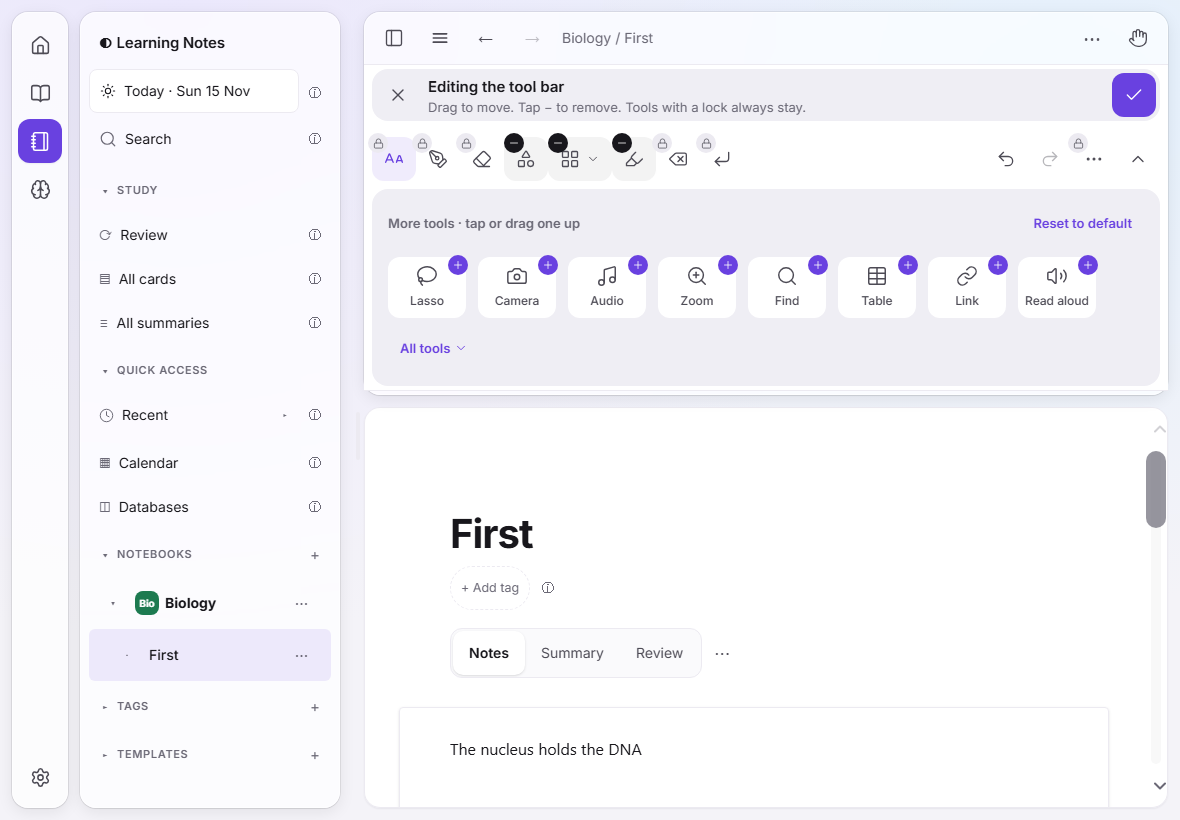 Learning Notes
Today · Sun 15 Nov
Search
STUDY
Review
All cards
All summaries
QUICK ACCESS
Recent
Calendar
Databases
NOTEBOOKS
Bio Biology
First
TAGS
TEMPLATES
Biology / First
Editing the tool bar
Drag to move. Tap – to remove. Tools with a lock always stay.
AA
More tools · tap or drag one up
Reset to default
Lasso
Camera
Audio
Zoom
Find
Table
Link
Read aloud
All tools
First
+ Add tag
Notes
Summary
Review
The nucleus holds the DNA